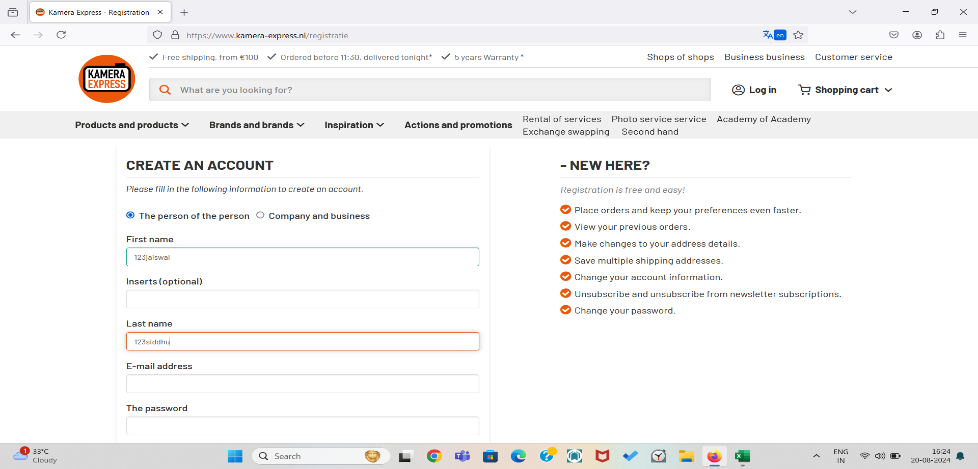 Kamera Express - Registration
https://www.kamera-express.nl/registratie
Free shipping, from €100
Ordered before 11:30, delivered tonight*
5 years Warranty *
Shops of shops
Business business
Customer service
KAMERA
EXPRESS
What are you looking for?
Log in
Shopping cart
Products and products
Brands and brands
Inspiration
Actions and promotions
Rental of services
Photo service service
Academy of Academy
Exchange swapping
Second hand
CREATE AN ACCOUNT
Please fill in the following information to create an account.
The person of the person
Company and business
First name
123jaiswal
Inserts (optional)
Last name
123siddhu
E-mail address
The password
- NEW HERE?
Registration is free and easy!
Place orders and keep your preferences even faster.
View your previous orders.
Make changes to your address details.
Save multiple shipping addresses.
Change your account information.
Unsubscribe and unsubscribe from newsletter subscriptions.
Change your password.
1
33°C
Cloudy
Search
ENG
IN
16:24
20-08-2024